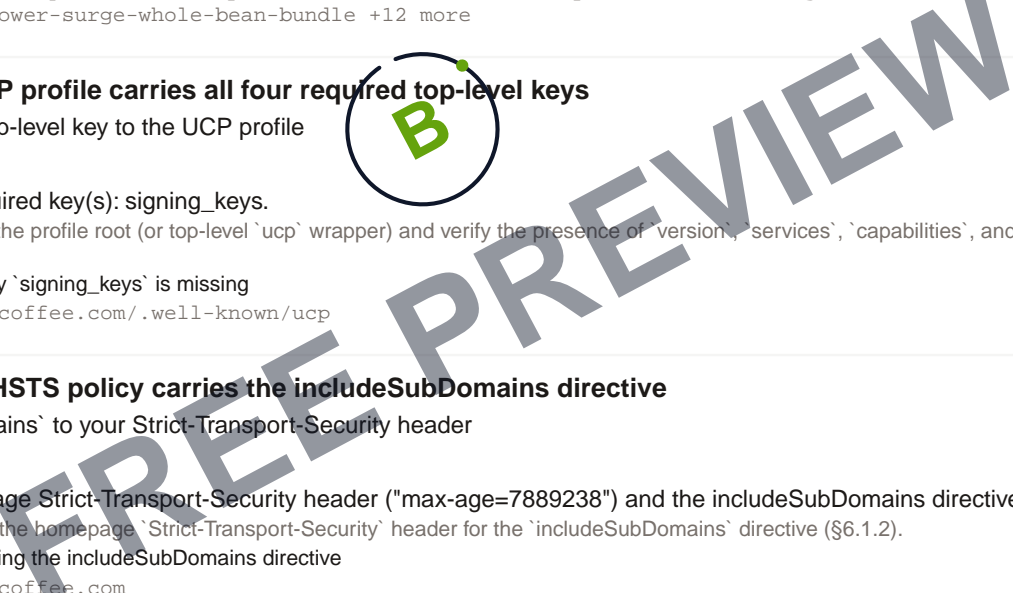 ower-surge-whole-bean-bundle +12 more
P profile carries all four required top-level keys
o-level key to the UCP profile
B
uired key(s): signing_keys.
the profile root (or top-level `ucp` wrapper) and verify the presence of `version`, `services`, `capabilities`, and
y `signing_keys` is missing
coffee.com/.well-known/ucp
HSTS policy carries the includeSubDomains directive
ains` to your Strict-Transport-Security header
age Strict-Transport-Security header ("max-age=7889238") and the includeSubDomains directive
the homepage `Strict-Transport-Security` header for the `includeSubDomains` directive (§6.1.2).
ing the includeSubDomains directive
coffee.com
FREE PREVIEW